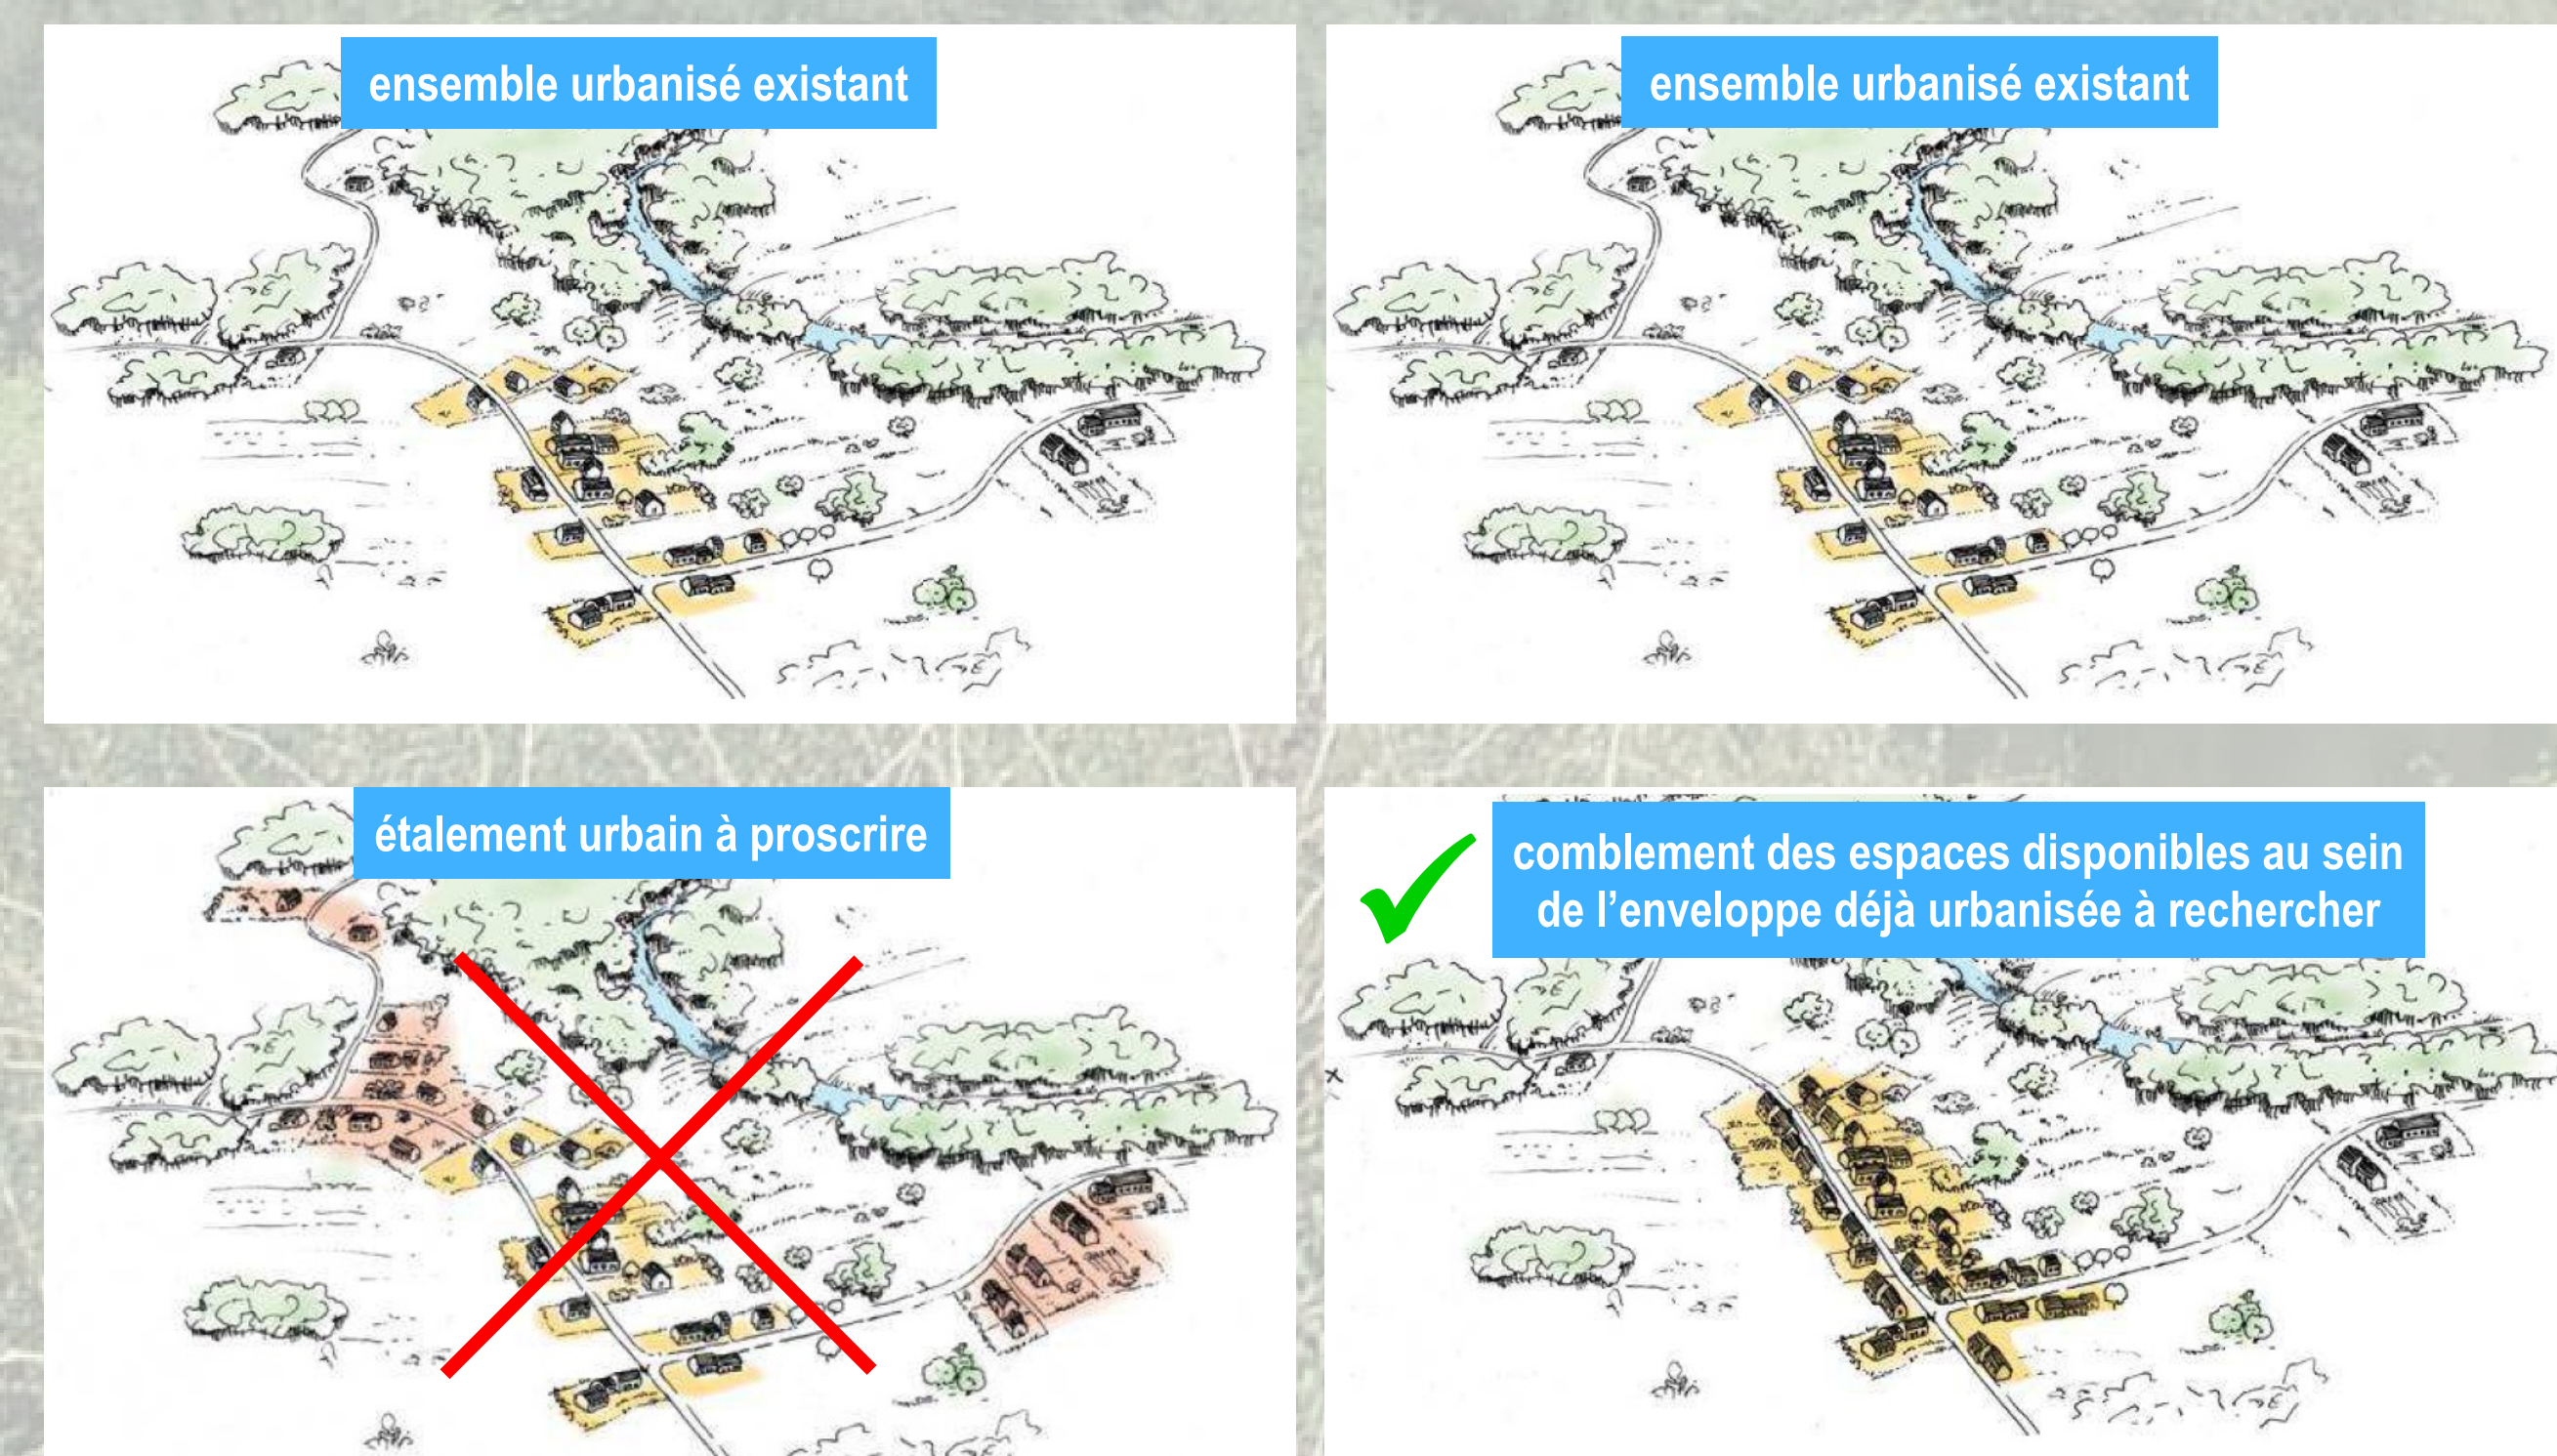 ensemble urbanisé existant
ensemble urbanisé existant
étalement urbain à proscrire
comblement des espaces disponibles au sein
de l’enveloppe déjà urbanisée à rechercher